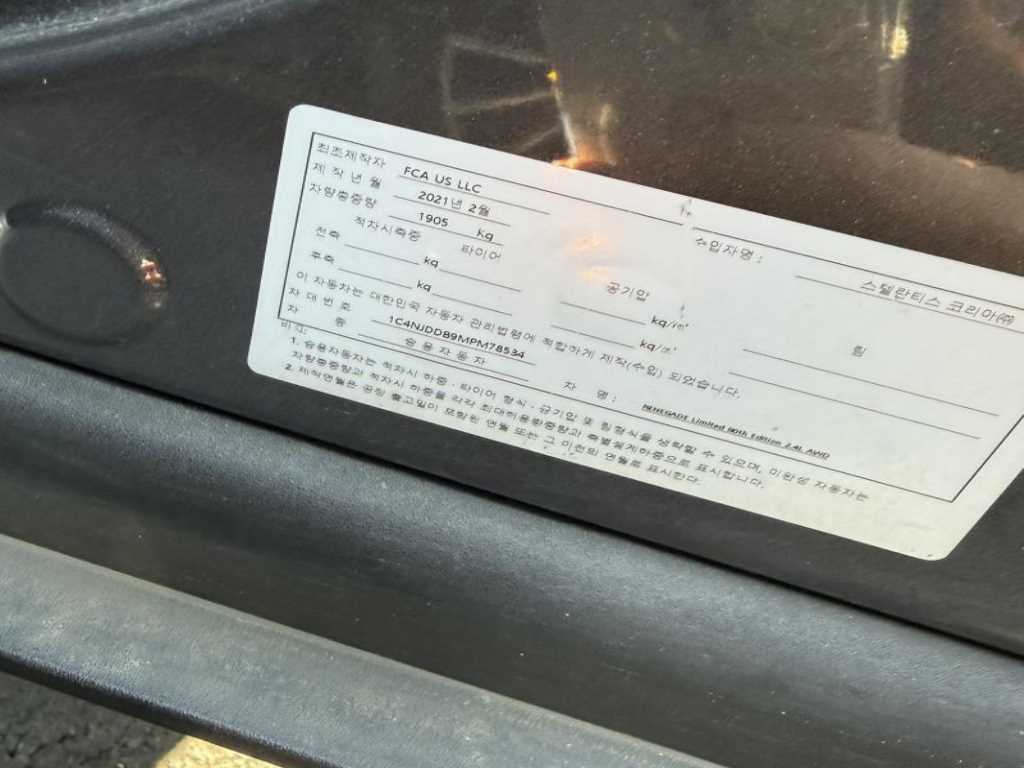 최초제작자 FCA US LLC 수입자명 : 스텔란티스 코리아㈜
제작년월 2021년 2월
차량총중량 1905 kg
적차시축중 타이어 공기압 림
전축 kg kg/㎠
후축 kg kg/㎠
이 자동차는 대한민국 자동차 관리법령에 적합하게 제작(수입) 되었습니다.
차대번호 1C4NJDDB9MPM78534
차종 승용자동차 차명 : RENEGADE Limited 80th Edition 2.4L AWD
비고:
1. 승용자동차는 적차시 하중 · 타이어 형식 · 공기압 및 림형식을 생략할 수 있으며, 미완성 자동차는
차량총중량과 적차시 하중을 각각 최대허용총중량과 축별설계하중으로 표시합니다.
2. 제작연월은 공장 출고일이 포함된 연월 또는 그 이전의 연월로 표시한다.